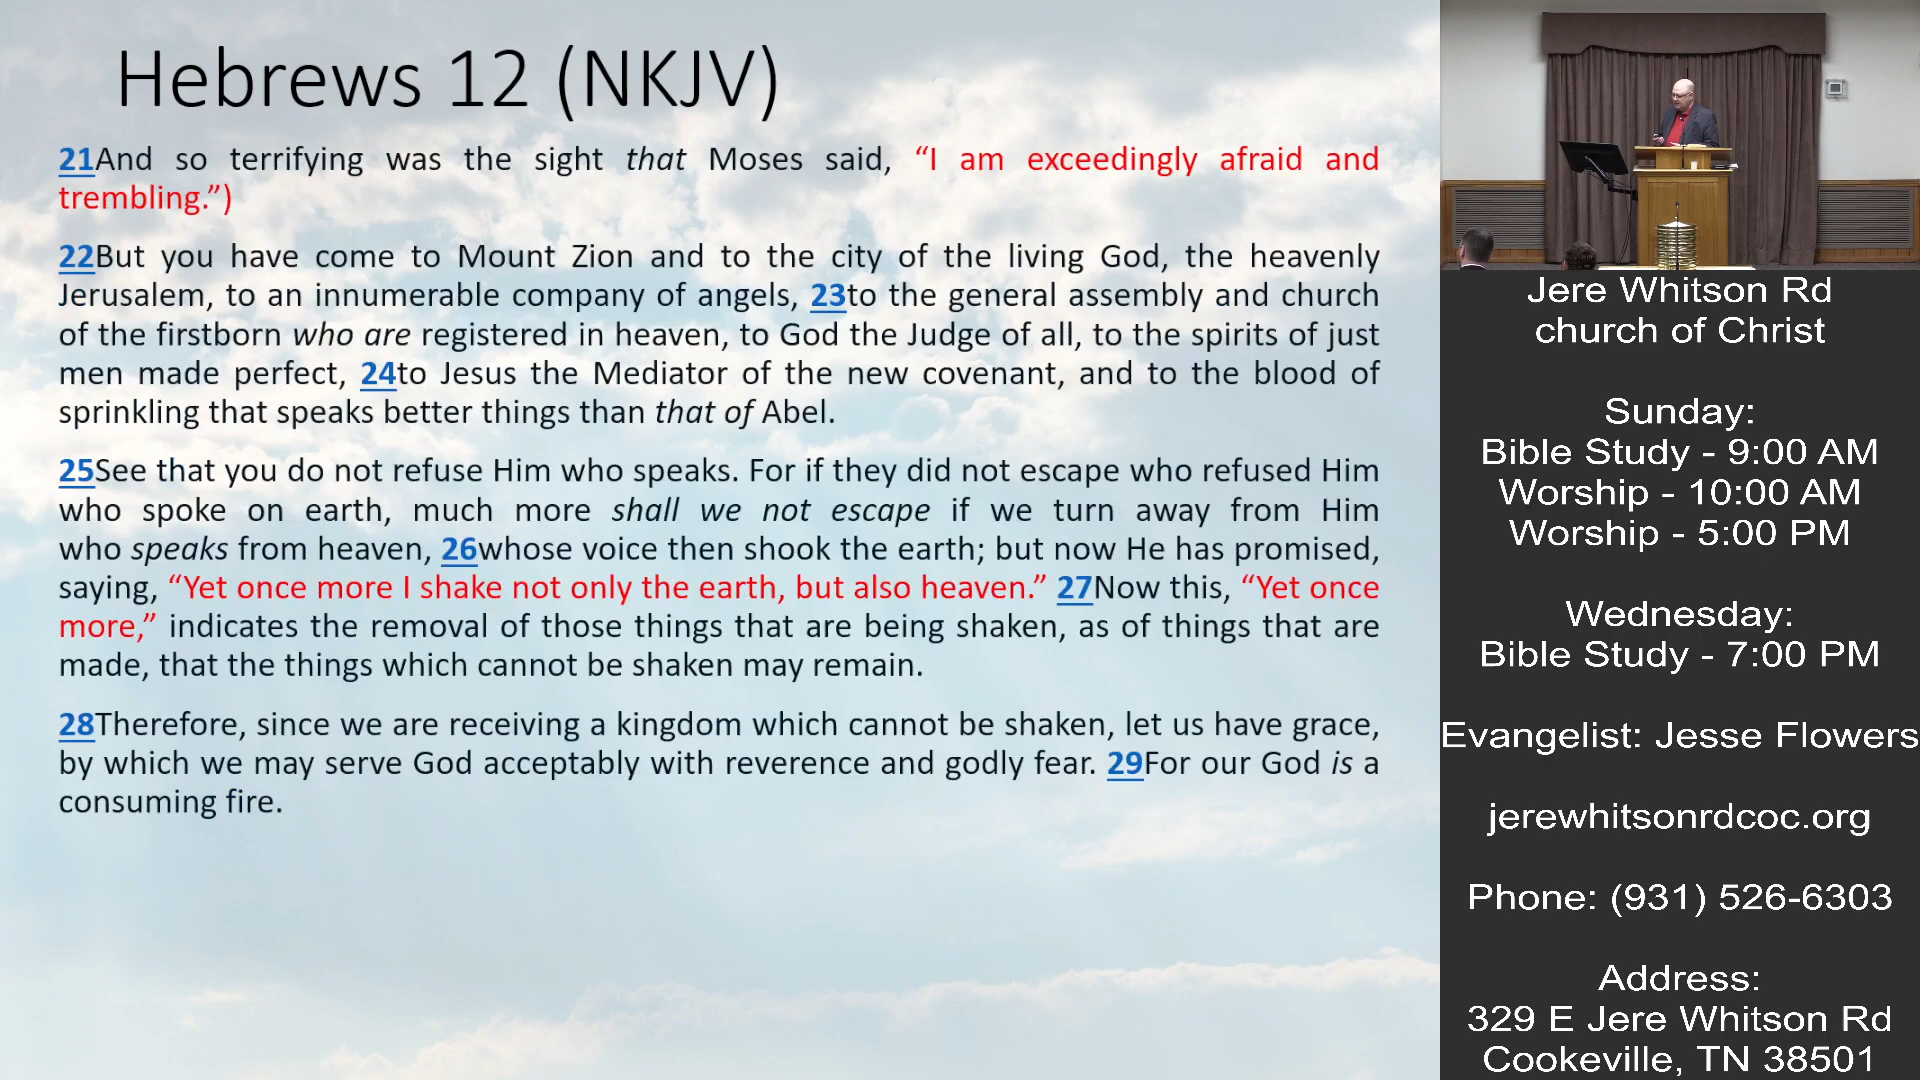 Hebrews 12 (NKJV)
21And so terrifying was the sight that Moses said, “I am exceedingly afraid and
trembling.”)
22But you have come to Mount Zion and to the city of the living God, the heavenly
Jerusalem, to an innumerable company of angels, 23to the general assembly and church
of the firstborn who are registered in heaven, to God the Judge of all, to the spirits of just
men made perfect, 24to Jesus the Mediator of the new covenant, and to the blood of
sprinkling that speaks better things than that of Abel.
25See that you do not refuse Him who speaks. For if they did not escape who refused Him
who spoke on earth, much more shall we not escape if we turn away from Him
who speaks from heaven, 26whose voice then shook the earth; but now He has promised,
saying, “Yet once more I shake not only the earth, but also heaven.” 27Now this, “Yet once
more,” indicates the removal of those things that are being shaken, as of things that are
made, that the things which cannot be shaken may remain.
28Therefore, since we are receiving a kingdom which cannot be shaken, let us have grace,
by which we may serve God acceptably with reverence and godly fear. 29For our God is a
consuming fire.
Jere Whitson Rd
church of Christ
Sunday:
Bible Study - 9:00 AM
Worship - 10:00 AM
Worship - 5:00 PM
Wednesday:
Bible Study - 7:00 PM
Evangelist: Jesse Flowers
jerewhitsonrdcoc.org
Phone: (931) 526-6303
Address:
329 E Jere Whitson Rd
Cookeville, TN 38501